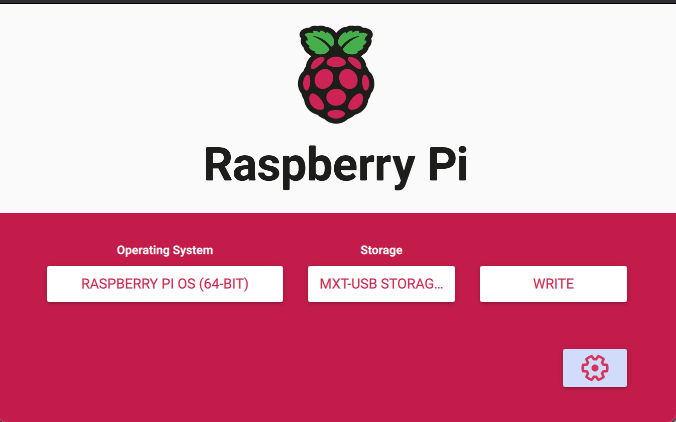 Raspberry Pi
Operating System
Storage
RASPBERRY PI OS (64-BIT)
MXT-USB STORAG...
WRITE